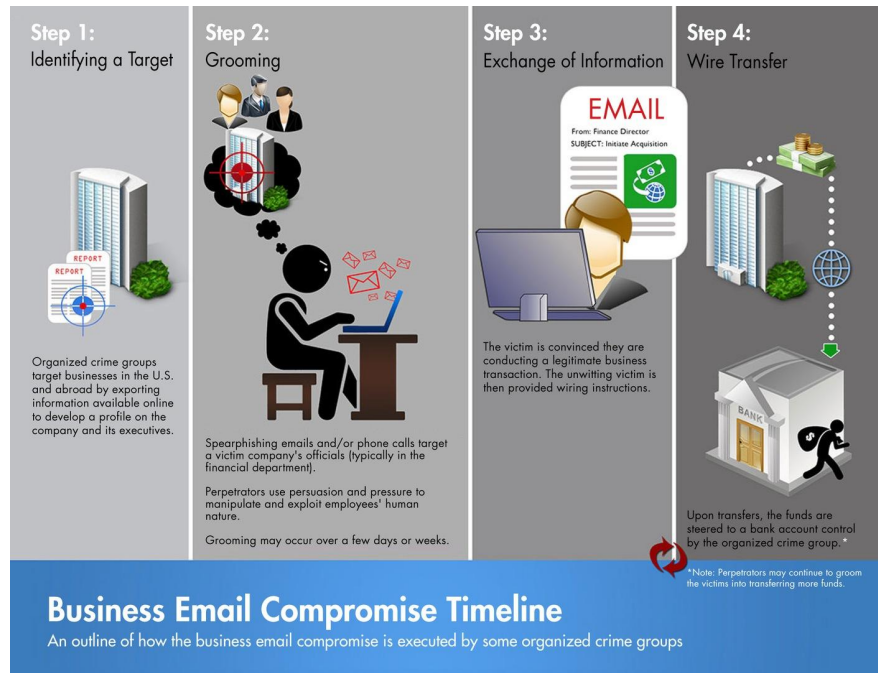 Step 1:
Identifying a Target
REPORT
REPORT
Organized crime groups
target businesses in the U.S.
and abroad by exporting
information available online
to develop a profile on the
company and its executives.
Step 2:
Grooming
Spearphishing emails and/or phone calls target
a victim company's officials (typically in the
financial department).
Perpetrators use persuasion and pressure to
manipulate and exploit employees' human
nature.
Grooming may occur over a few days or weeks.
Step 3:
Exchange of Information
EMAIL
From: Finance Director
SUBJECT: Initiate Acquisition
$
The victim is convinced they are
conducting a legitimate business
transaction. The unwitting victim is
then provided wiring instructions.
Step 4:
Wire Transfer
BANK
$
Upon transfers, the funds are
steered to a bank account control
by the organized crime group.*
*Note: Perpetrators may continue to groom
the victims into transferring more funds.
Business Email Compromise Timeline
An outline of how the business email compromise is executed by some organized crime groups